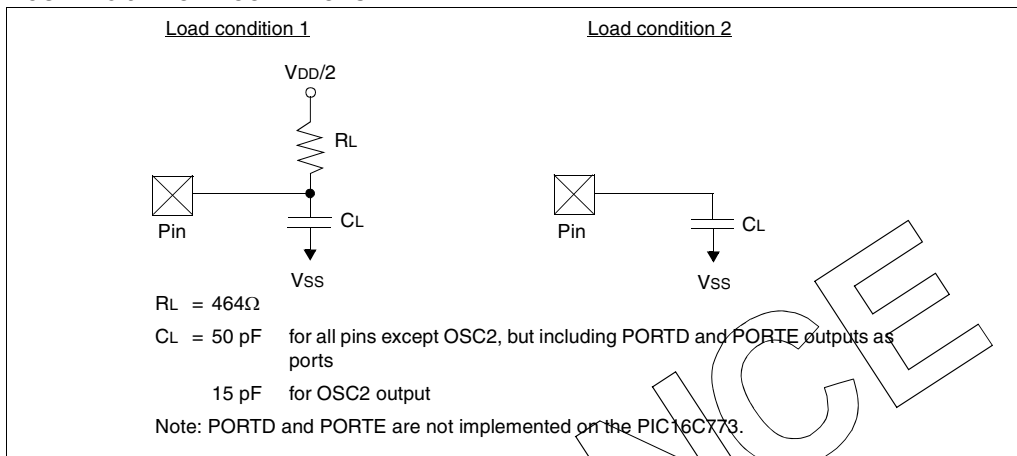 Load condition 1
Load condition 2
VDD/2
RL
Pin
CL
VSS
Pin
CL
VSS
RL = 464Ω
CL = 50 pF for all pins except OSC2, but including PORTD and PORTE outputs as
ports
15 pF for OSC2 output
Note: PORTD and PORTE are not implemented on the PIC16C773.
NCE